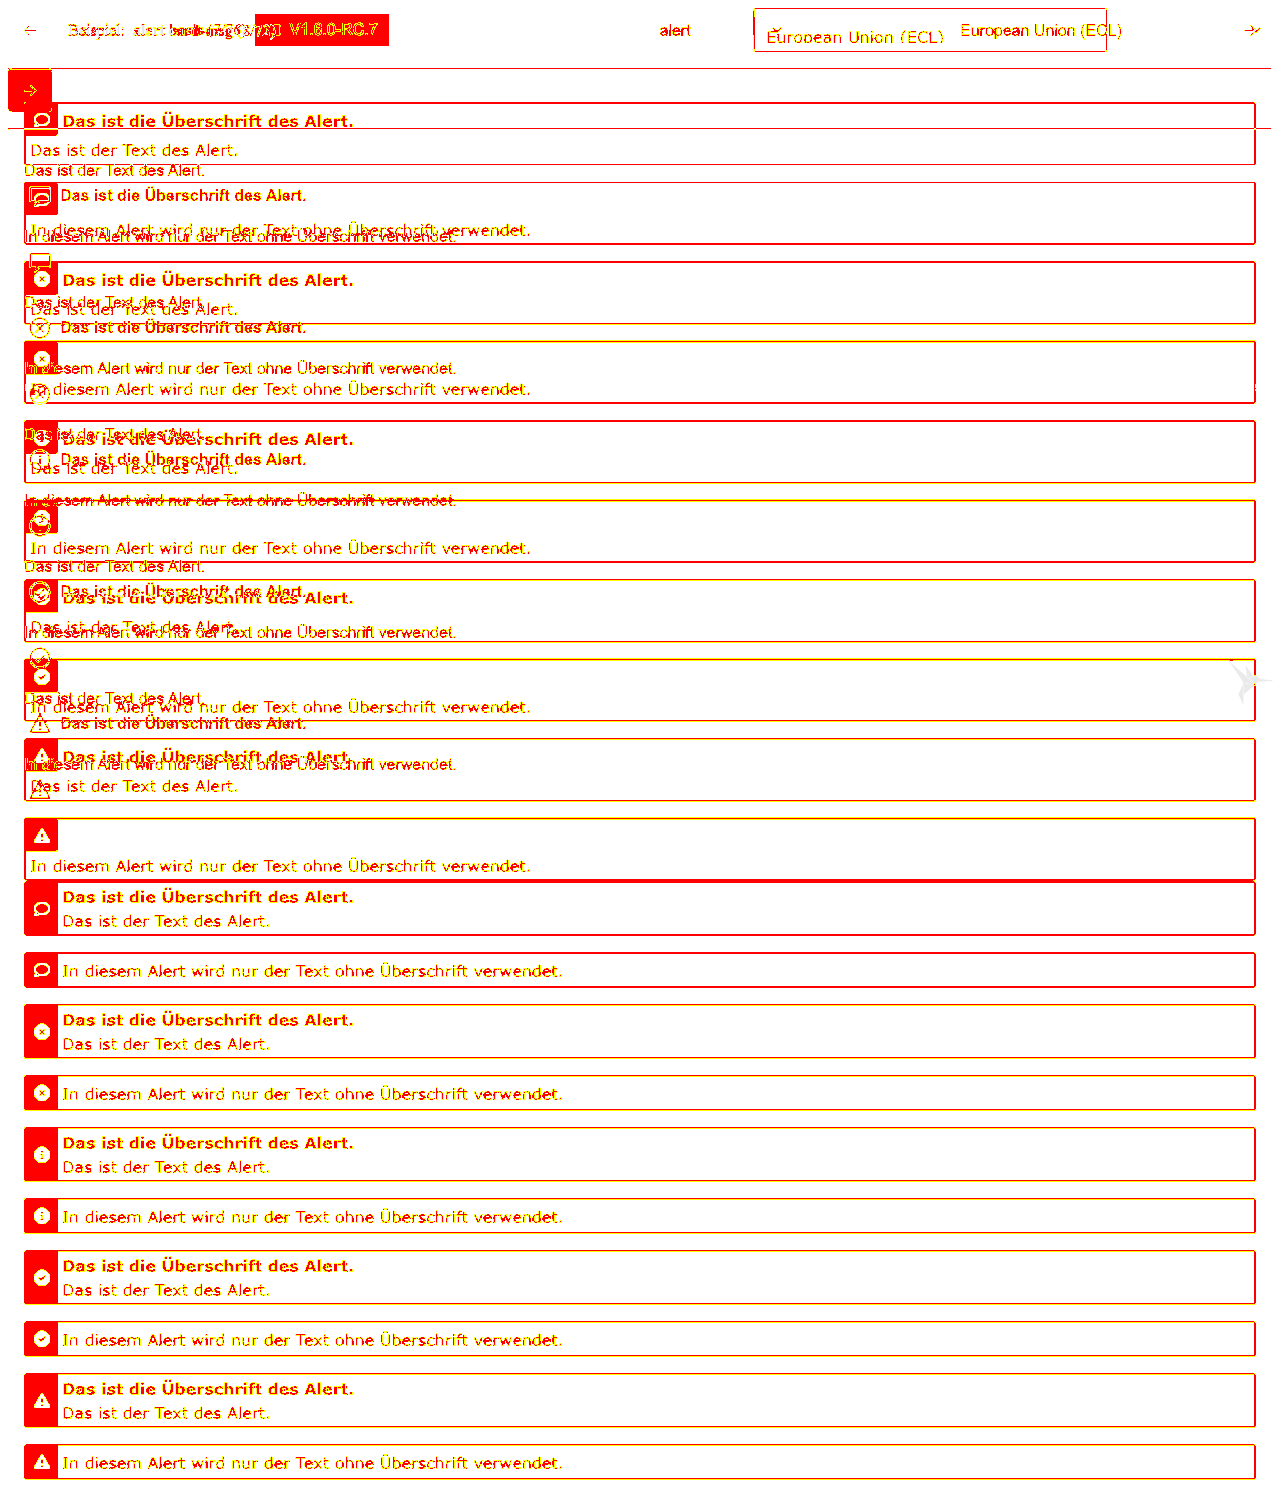 V1.6.0-RC.7
alert
European Union (ECL)
European Union (ECL)
Das ist die Überschrift des Alert.
Das ist der Text des Alert.
Das ist der Text des Alert.
Das ist die Überschrift des Alert.
In diesem Alert wird nur der Text ohne Überschrift verwendet.
In diesem Alert wird nur der Text ohne Überschrift verwendet.
Das ist die Überschrift des Alert.
Das ist der Text des Alert.
Das ist der Text des Alert.
Das ist die Überschrift des Alert.
In diesem Alert wird nur der Text ohne Überschrift verwendet.
In diesem Alert wird nur der Text ohne Überschrift verwendet.
Das ist der Text des Alert.
Das ist die Überschrift des Alert.
Das ist die Überschrift des Alert.
Das ist der Text des Alert.
In diesem Alert wird nur der Text ohne Überschrift verwendet.
In diesem Alert wird nur der Text ohne Überschrift verwendet.
Das ist der Text des Alert.
Das ist die Überschrift des Alert.
Das ist die Überschrift des Alert.
Das ist der Text des Alert.
In diesem Alert wird nur der Text ohne Überschrift verwendet.
Das ist der Text des Alert.
In diesem Alert wird nur der Text ohne Überschrift verwendet.
Das ist die Überschrift des Alert.
Das ist die Überschrift des Alert.
In diesem Alert wird nur der Text ohne Überschrift verwendet.
Das ist der Text des Alert.
In diesem Alert wird nur der Text ohne Überschrift verwendet.
Das ist die Überschrift des Alert.
Das ist der Text des Alert.
In diesem Alert wird nur der Text ohne Überschrift verwendet.
Das ist die Überschrift des Alert.
Das ist der Text des Alert.
In diesem Alert wird nur der Text ohne Überschrift verwendet.
Das ist die Überschrift des Alert.
Das ist der Text des Alert.
In diesem Alert wird nur der Text ohne Überschrift verwendet.
Das ist die Überschrift des Alert.
Das ist der Text des Alert.
In diesem Alert wird nur der Text ohne Überschrift verwendet.
Das ist die Überschrift des Alert.
Das ist der Text des Alert.
In diesem Alert wird nur der Text ohne Überschrift verwendet.